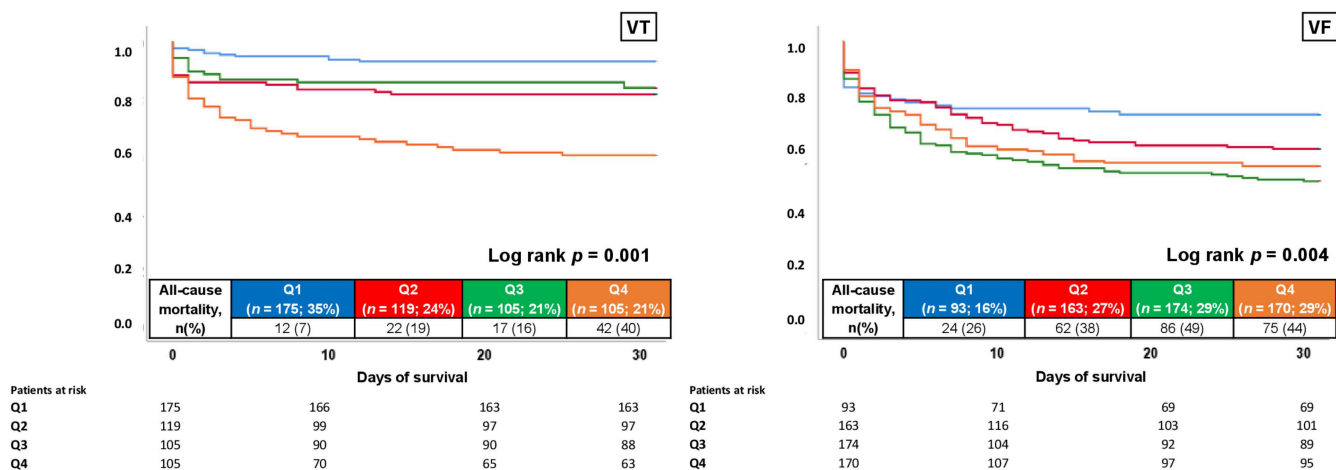 VT
1.0
0.8
0.6
0.4
0.2
0.0
Log rank p = 0.001
All-cause mortality, n(%) Q1 (n = 175; 35%) Q2 (n = 119; 24%) Q3 (n = 105; 21%) Q4 (n = 105; 21%)
12 (7) 22 (19) 17 (16) 42 (40)
0 10 20 30
Days of survival
Patients at risk
Q1 175 166 163 163
Q2 119 99 97 97
Q3 105 90 90 88
Q4 105 70 65 63
VF
1.0
0.8
0.6
0.4
0.2
0.0
Log rank p = 0.004
All-cause mortality, n(%) Q1 (n = 93; 16%) Q2 (n = 163; 27%) Q3 (n = 174; 29%) Q4 (n = 170; 29%)
24 (26) 62 (38) 86 (49) 75 (44)
0 10 20 30
Days of survival
Patients at risk
Q1 93 71 69 69
Q2 163 116 103 101
Q3 174 104 92 89
Q4 170 107 97 95